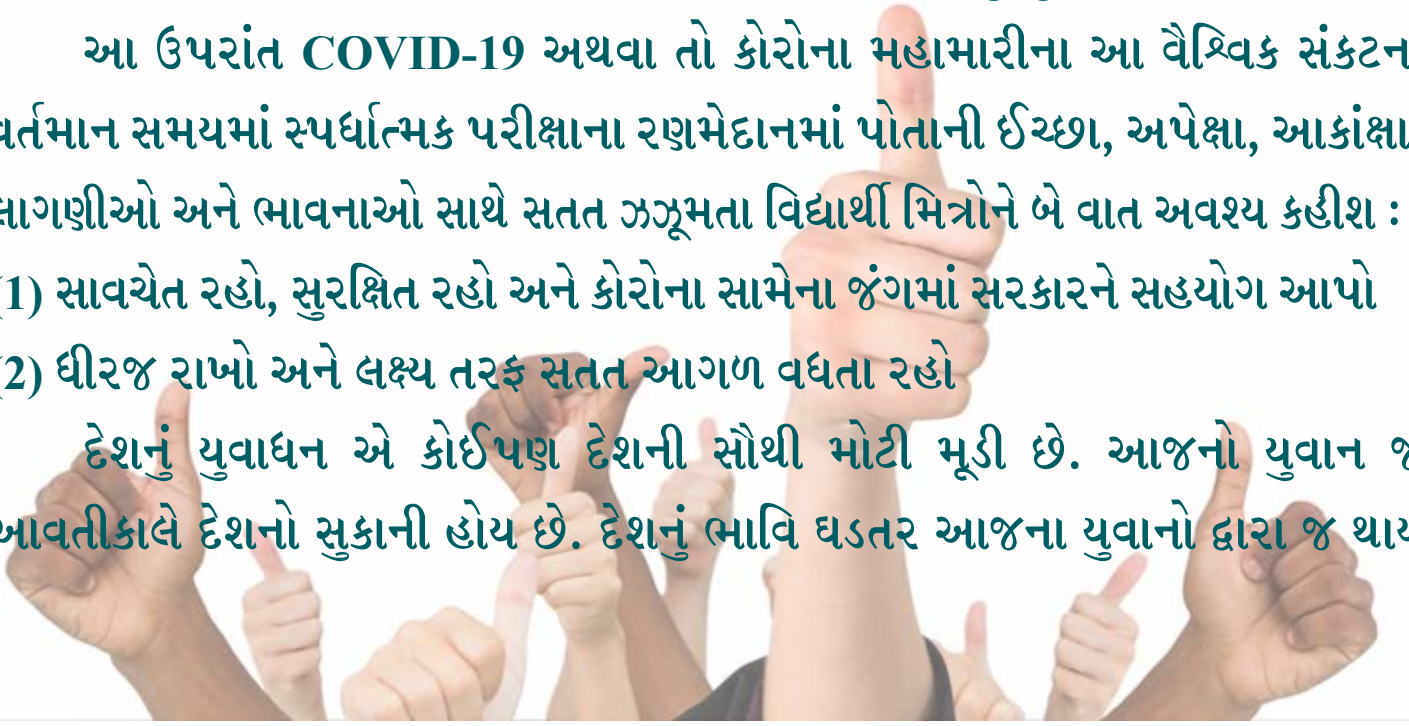 આ ઉપરાંત COVID-19 અથવા તો કોરોના મહામારીના આ વૈશ્વિક સંકટન
વર્તમાન સમયમાં સ્પર્ધાત્મક પરીક્ષાના રણમેદાનમાં પોતાની ઈચ્છા, અપેક્ષા, આકાંક્ષા
લાગણીઓ અને ભાવનાઓ સાથે સતત ઝઝૂમતા વિદ્યાર્થી મિત્રોને બે વાત અવશ્ય કહીશ :
(1) સાવચેત રહો, સુરક્ષિત રહો અને કોરોના સામેના જંગમાં સરકારને સહયોગ આપો
(2) ધીરજ રાખો અને લક્ષ્ય તરફ સતત આગળ વધતા રહો
દેશનું યુવાધન એ કોઈપણ દેશની સૌથી મોટી મૂડી છે. આજનો યુવાન જ
આવતીકાલે દેશનો સુકાની હોય છે. દેશનું ભાવિ ઘડતર આજના યુવાનો દ્વારા જ થાય